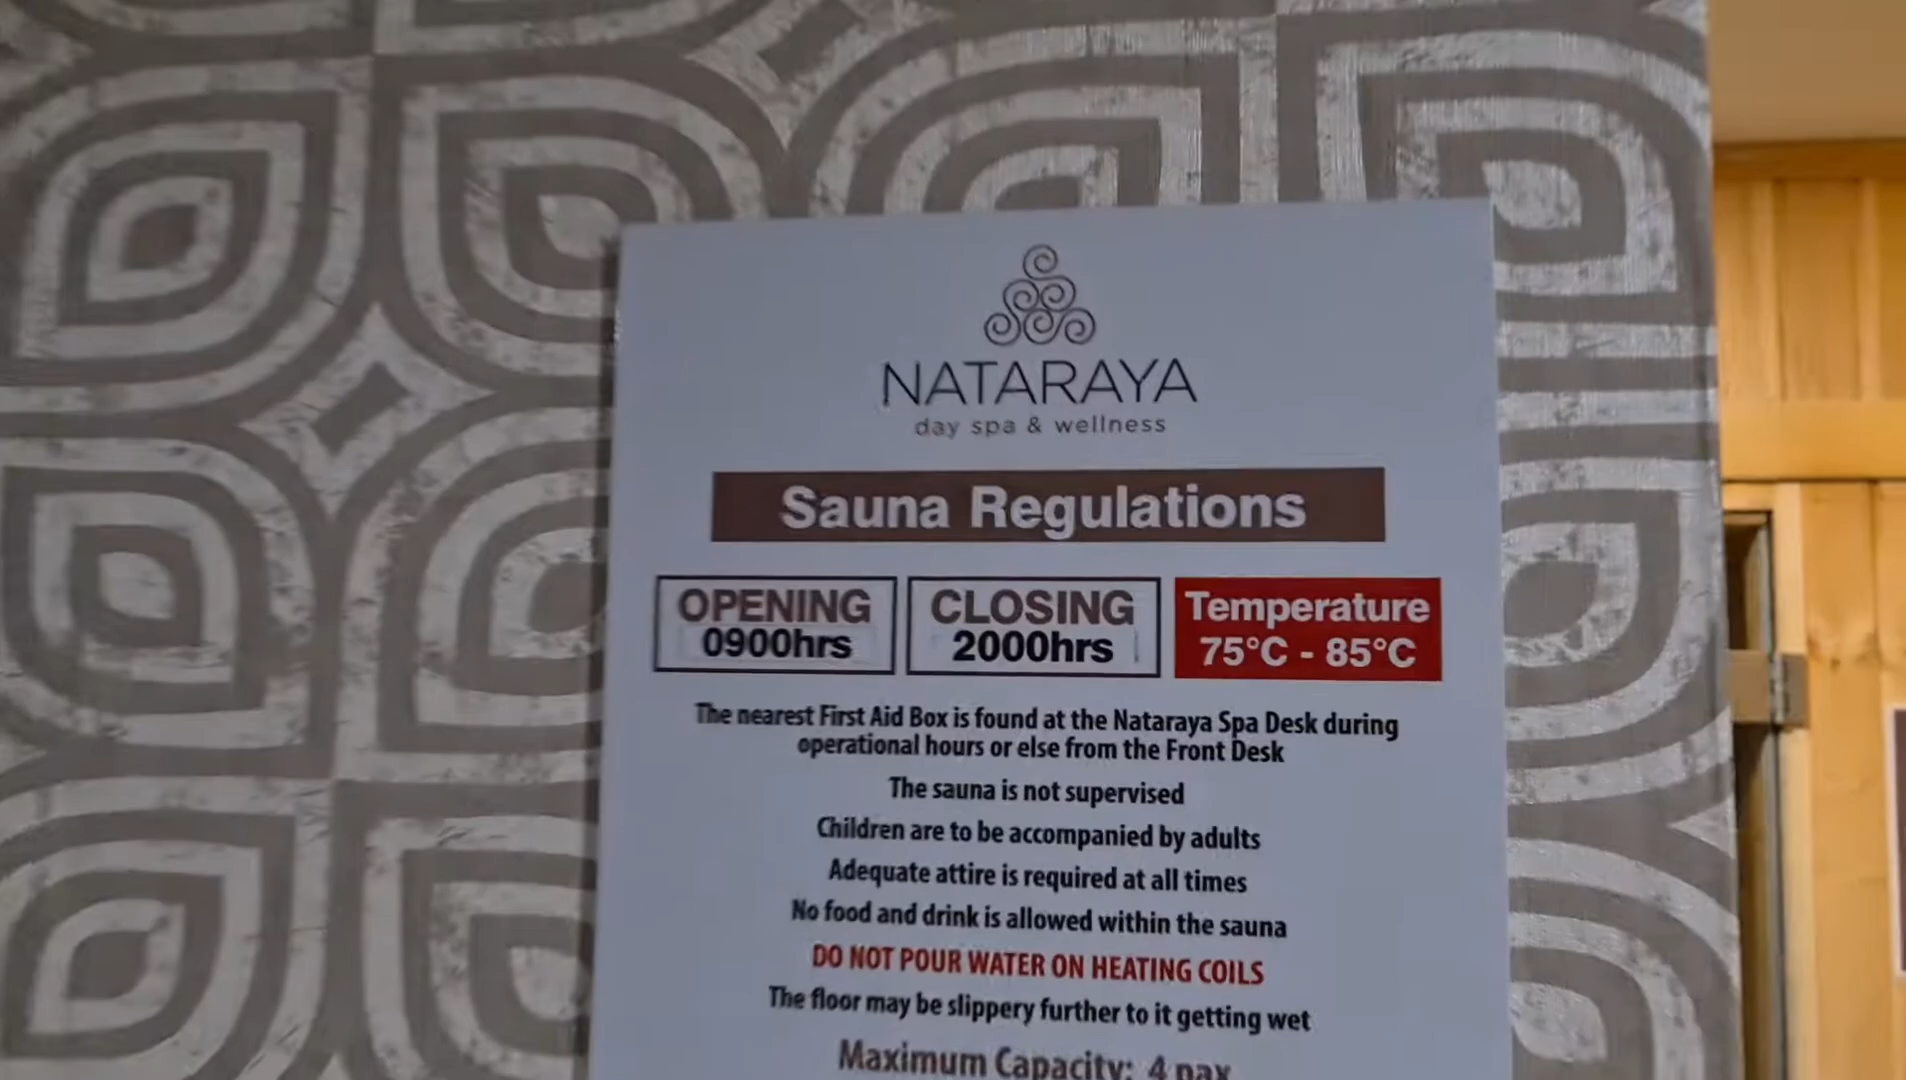 NATARAYA
day spa & wellness
Sauna Regulations
OPENING
0900hrs
CLOSING
2000hrs
Temperature
75°C - 85°C
The nearest First Aid Box is found at the Nataraya Spa Desk during
operational hours or else from the Front Desk
The sauna is not supervised
Children are to be accompanied by adults
Adequate attire is required at all times
No food and drink is allowed within the sauna
DO NOT POUR WATER ON HEATING COILS
The floor may be slippery further to it getting wet
Maximum Capacity: 4 pax